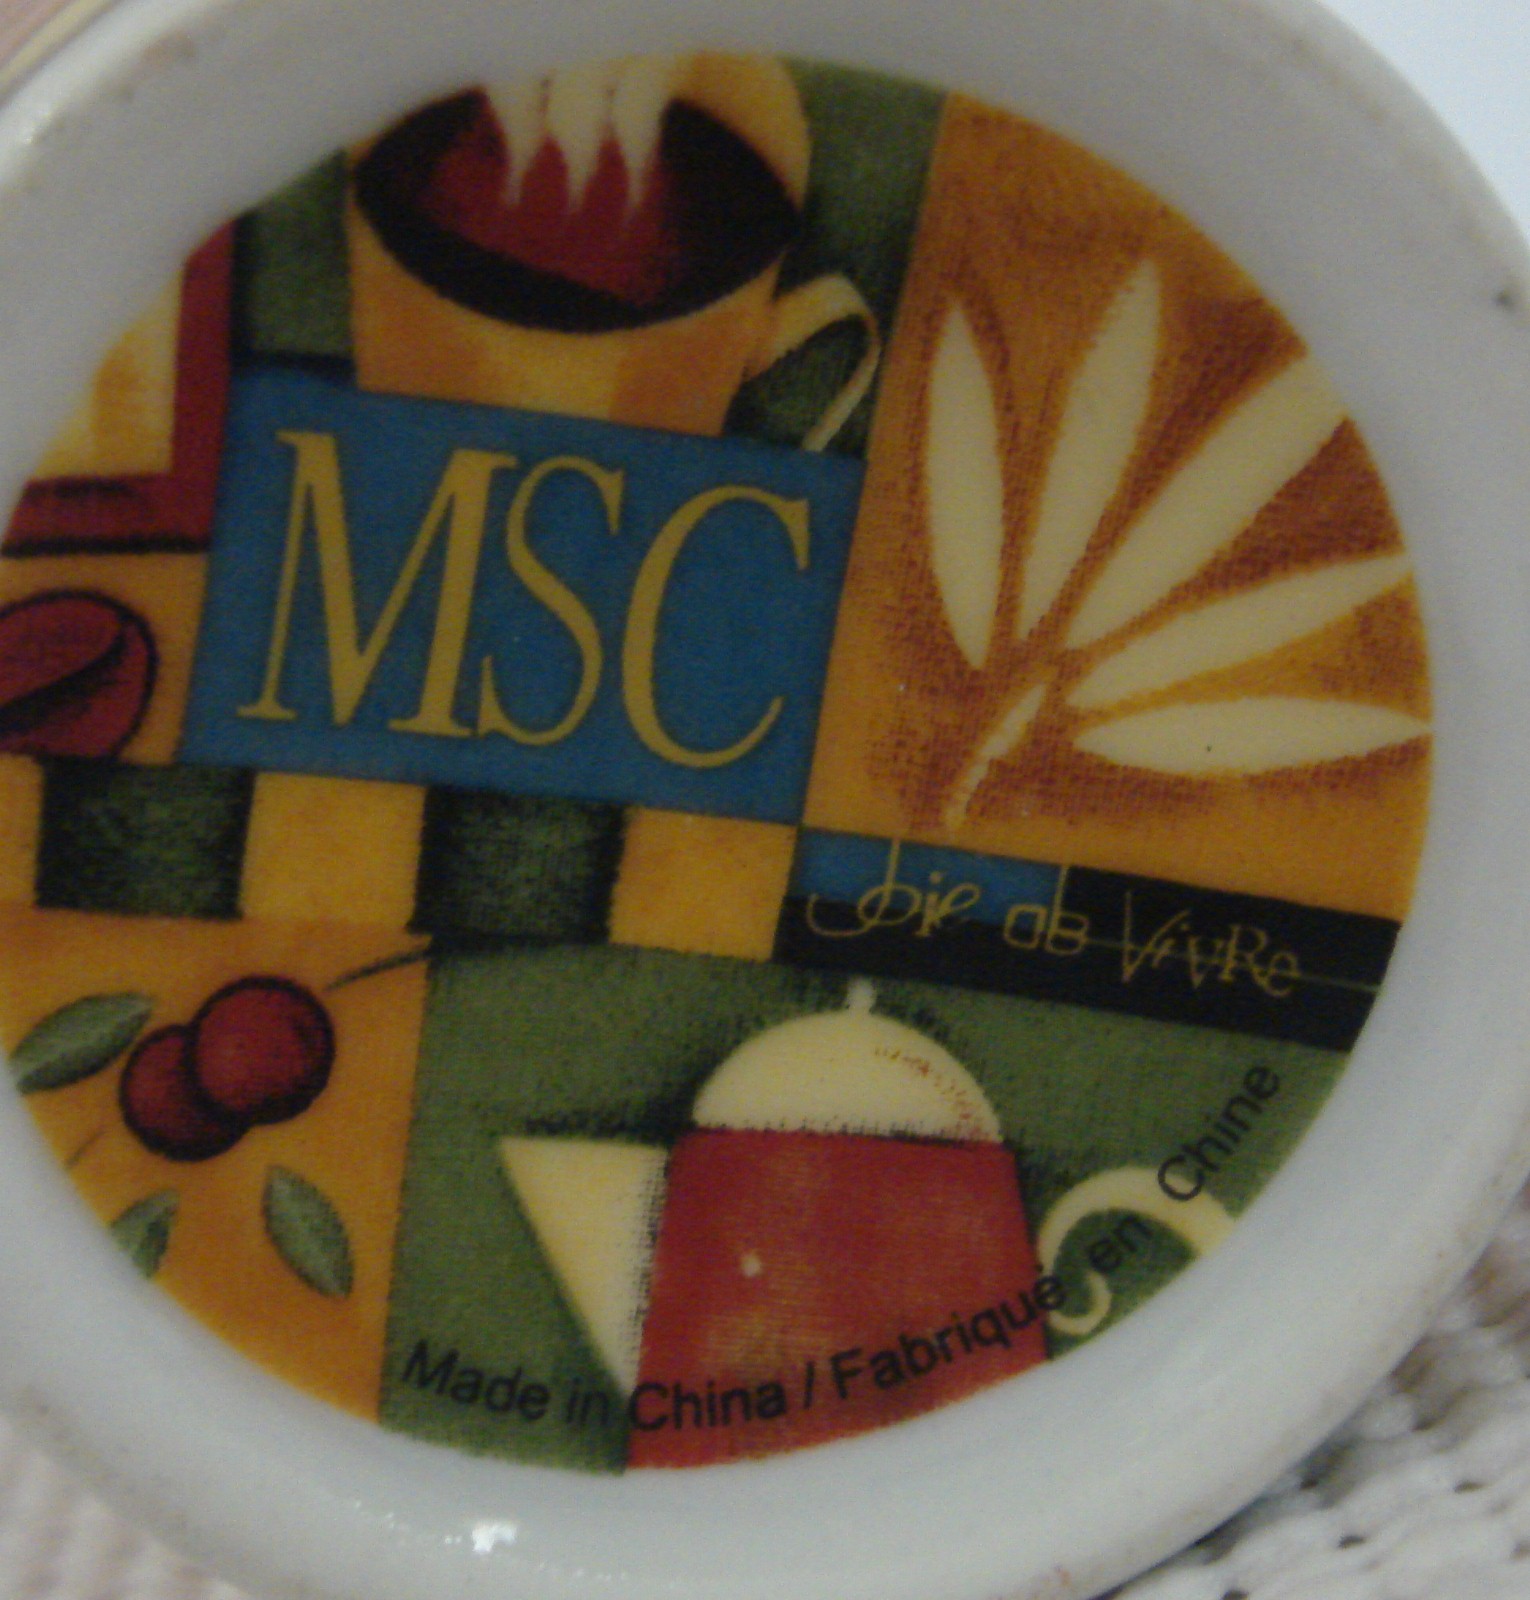 MSC
Joie de Vivre
Made in China / Fabriqué en Chine